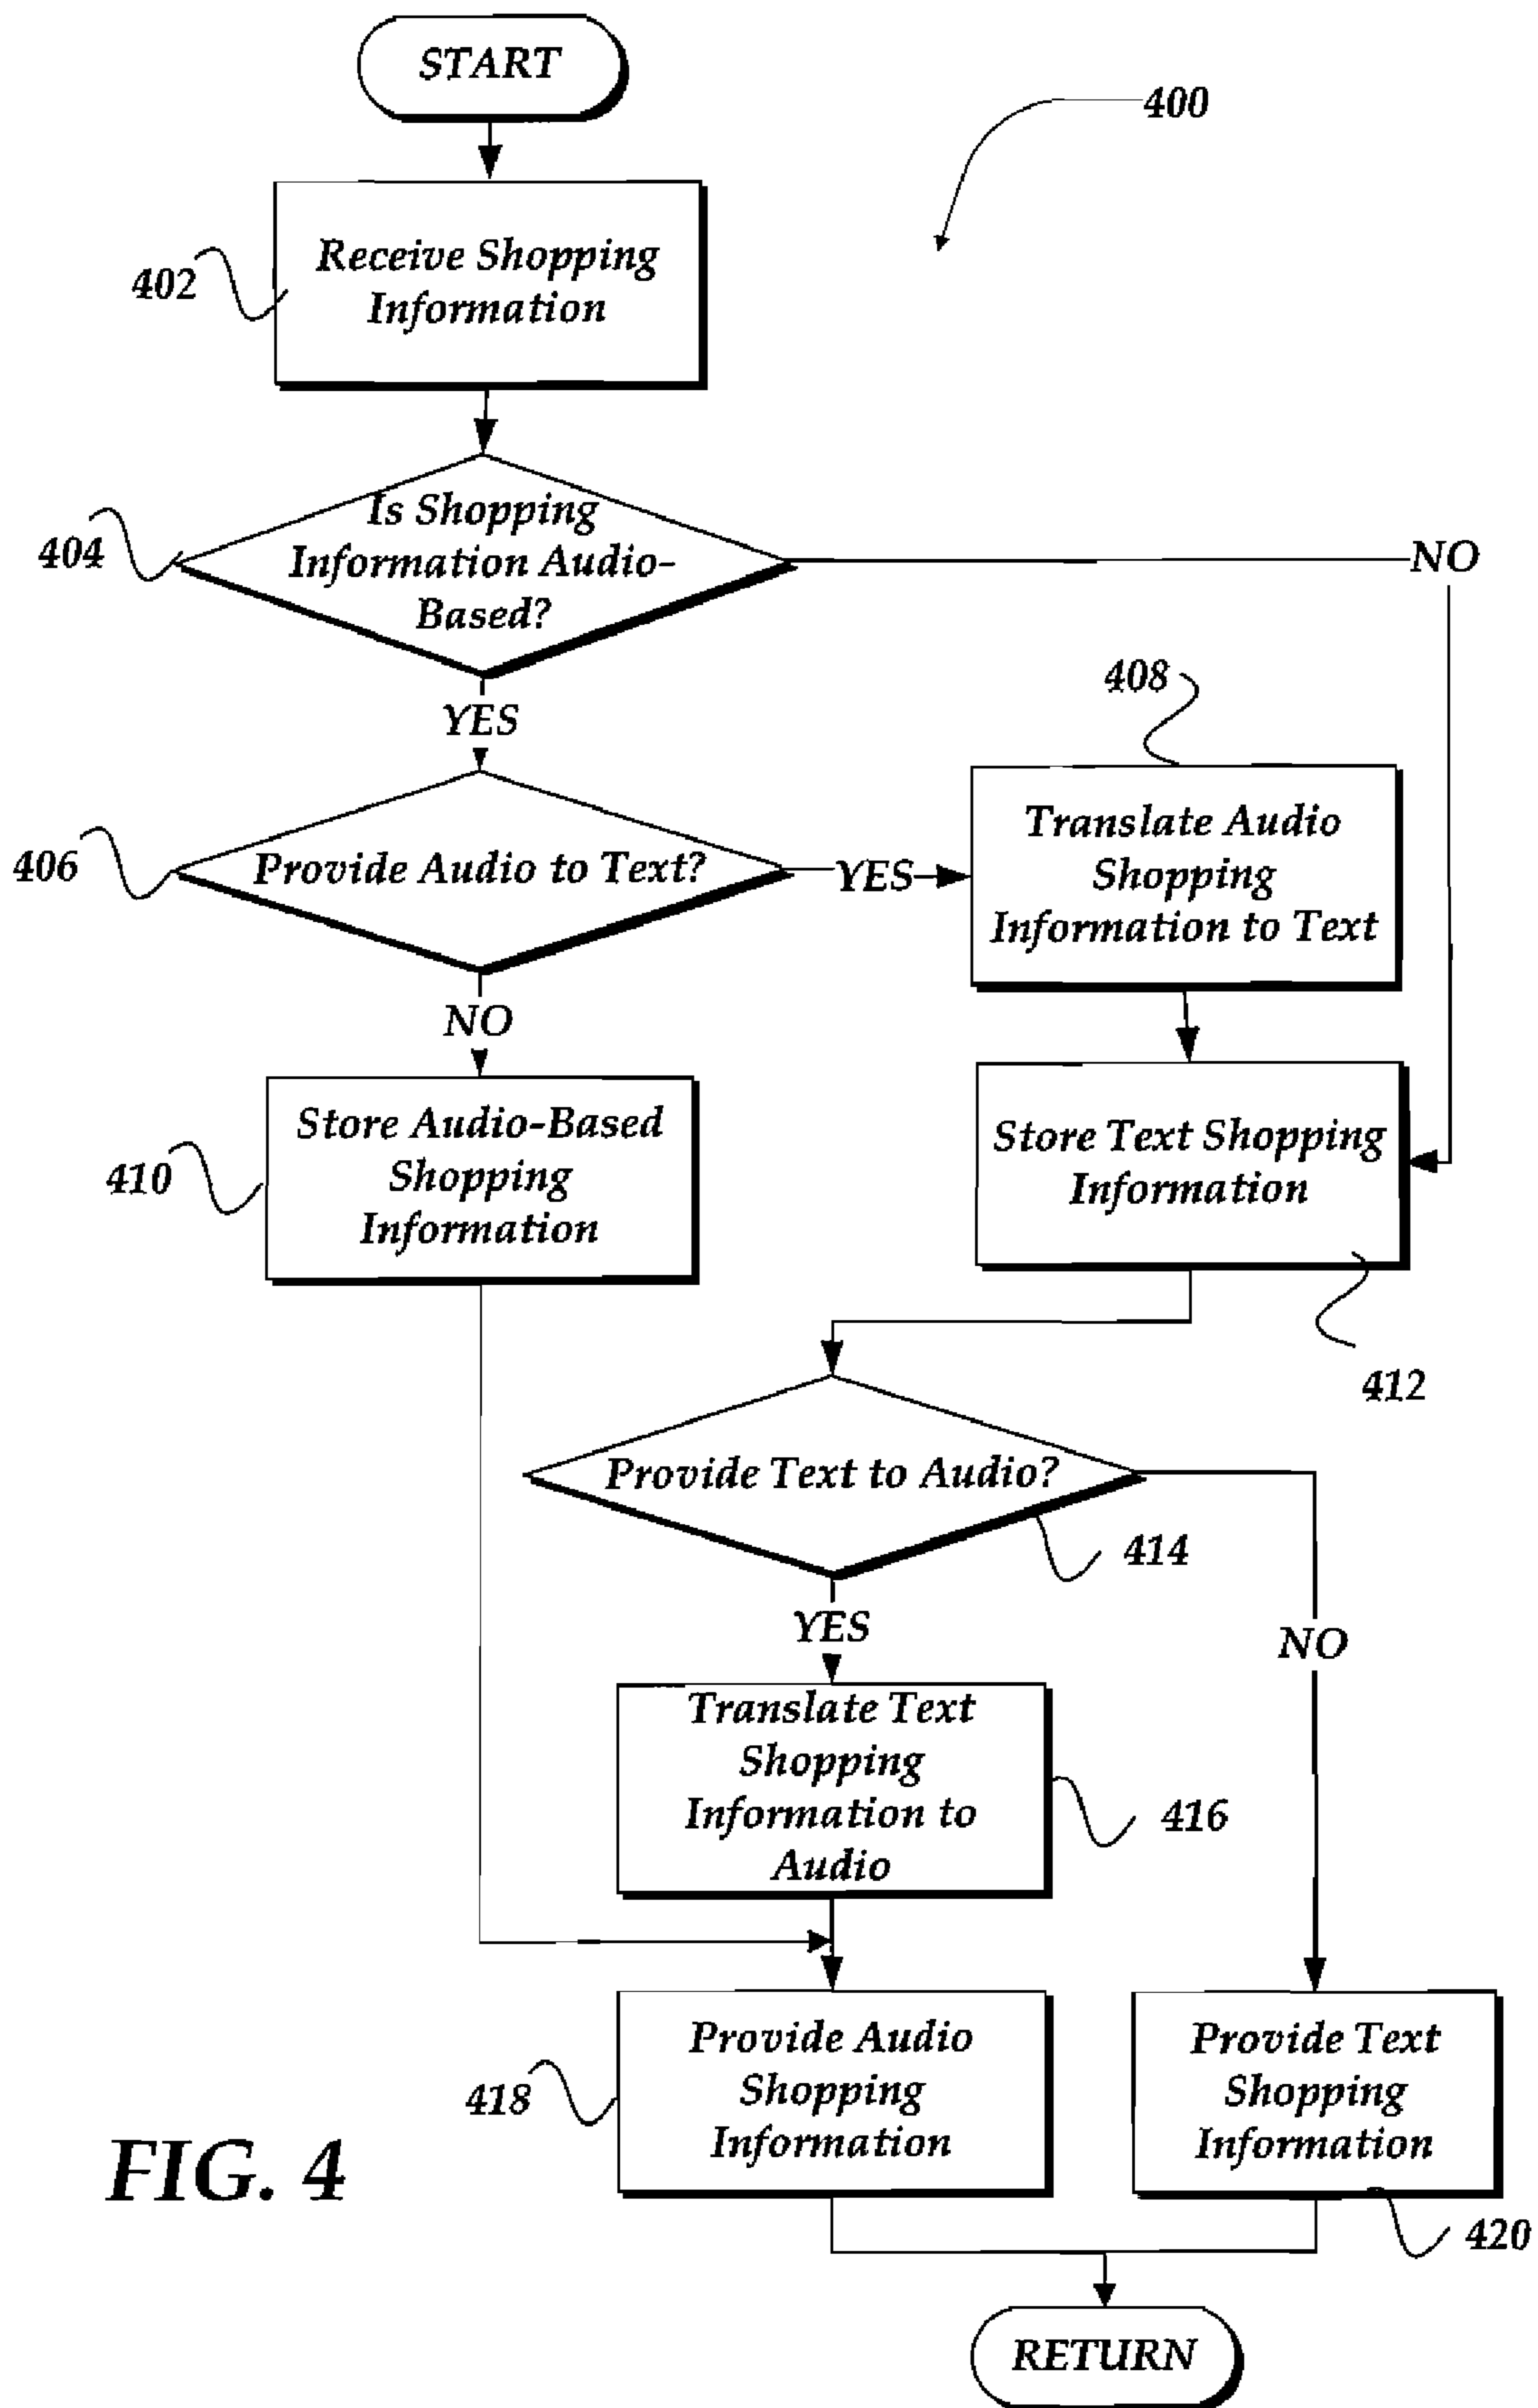 START
400
Receive Shopping
Information
402
Is Shopping
Information Audio-
Based?
404
NO
YES
408
Provide Audio to Text?
406
YES
Translate Audio
Shopping
Information to Text
NO
Store Audio-Based
Shopping
Information
410
Store Text Shopping
Information
412
Provide Text to Audio?
414
YES
NO
Translate Text
Shopping
Information to
Audio
416
Provide Audio
Shopping
Information
418
Provide Text
Shopping
Information
420
FIG. 4
RETURN